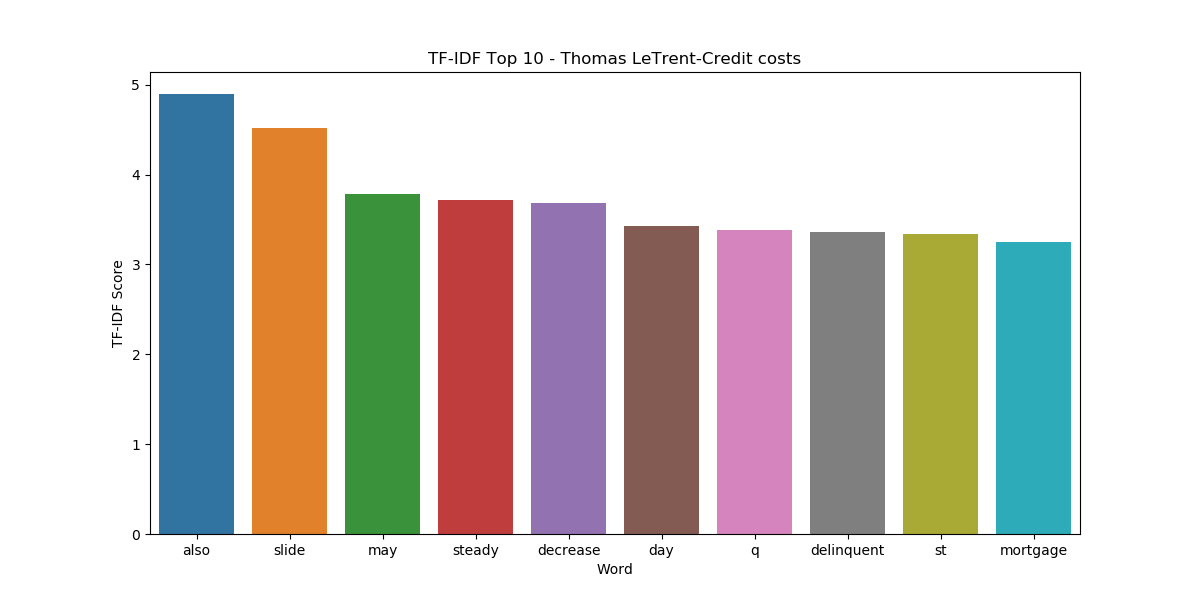 TF-IDF Top 10 - Thomas LeTrent-Credit costs
TF-IDF Score
5
4
3
2
1
0
also slide may steady decrease day q delinquent st mortgage
Word